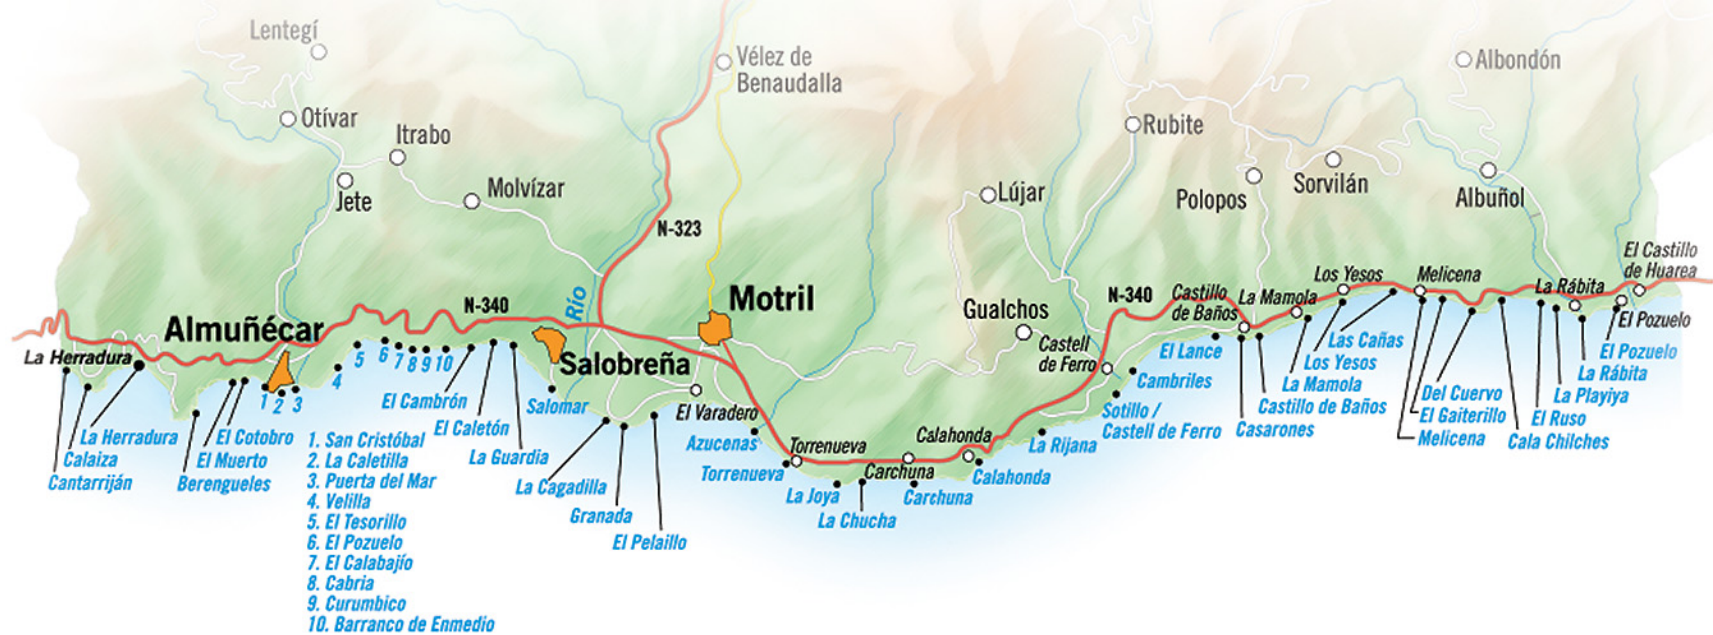 Lentegí
Otívar
Itrabo
Jete
Molvízar
Vélez de
Benaudalla
N-323
Río
N-340
Almuñécar
La Herradura
Salobreña
Motril
El Varadero
Lújar
Gualchos
Rubite
Polopos
Sorvilán
Albondón
Albuñol
N-340
Castell
de Ferro
Castillo
de Baños
La Mamola
Los Yesos
Melicena
La Rábita
El Castillo
de Huarea
El Pozuelo
Torrenueva
Carchuna
Calahonda
La Herradura
Calaiza
Cantarriján
El Cotobro
El Muerto
Berengueles
1
2
3
4
5
6
7
8
9
10
1. San Cristóbal
2. La Caletilla
3. Puerta del Mar
4. Velilla
5. El Tesorillo
6. El Pozuelo
7. El Calabajío
8. Cabria
9. Curumbico
10. Barranco de Enmedio
El Cambrón
El Caletón
La Guardia
Salomar
La Cagadilla
Granada
El Pelaillo
Azucenas
Torrenueva
La Joya
La Chucha
Carchuna
Calahonda
La Rijana
Sotillo /
Castell de Ferro
Cambriles
El Lance
Casarones
Castillo de Baños
La Mamola
Los Yesos
Las Cañas
Melicena
El Gaiterillo
Del Cuervo
Cala Chilches
El Ruso
La Playiya
La Rábita
El Pozuelo